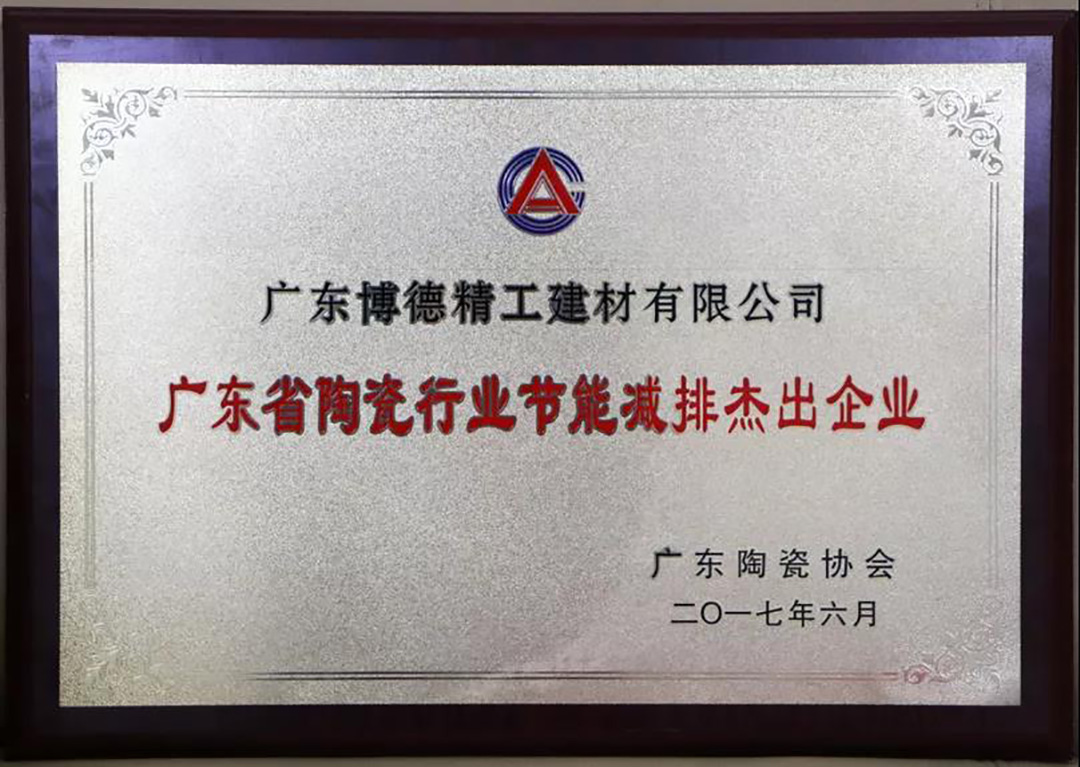 广东博德精工建材有限公司
广东省陶瓷行业节能减排杰出企业
广东陶瓷协会
二〇一七年六月